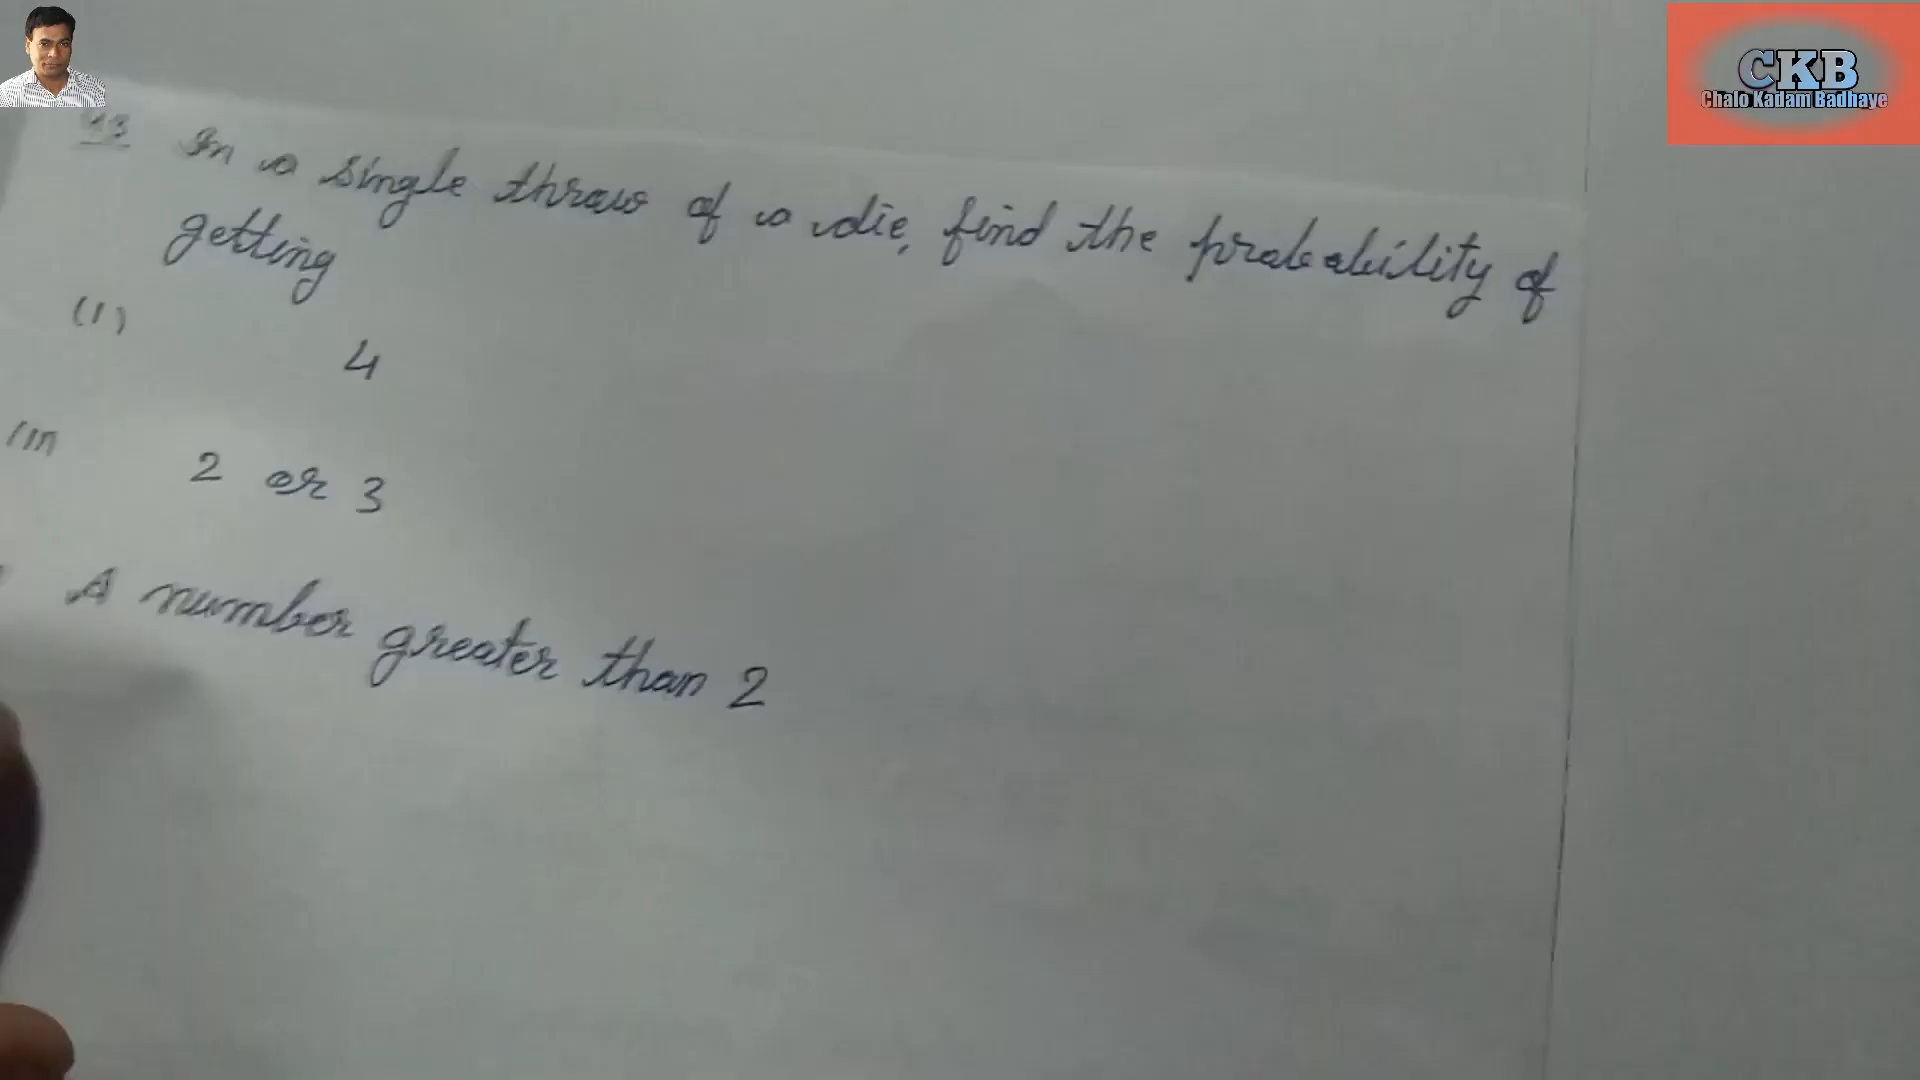 CKB
Chalo Kadam Badhaye
In a single throw of a die, find the probability of
getting
(1)
4
2 or 3
A number greater than 2